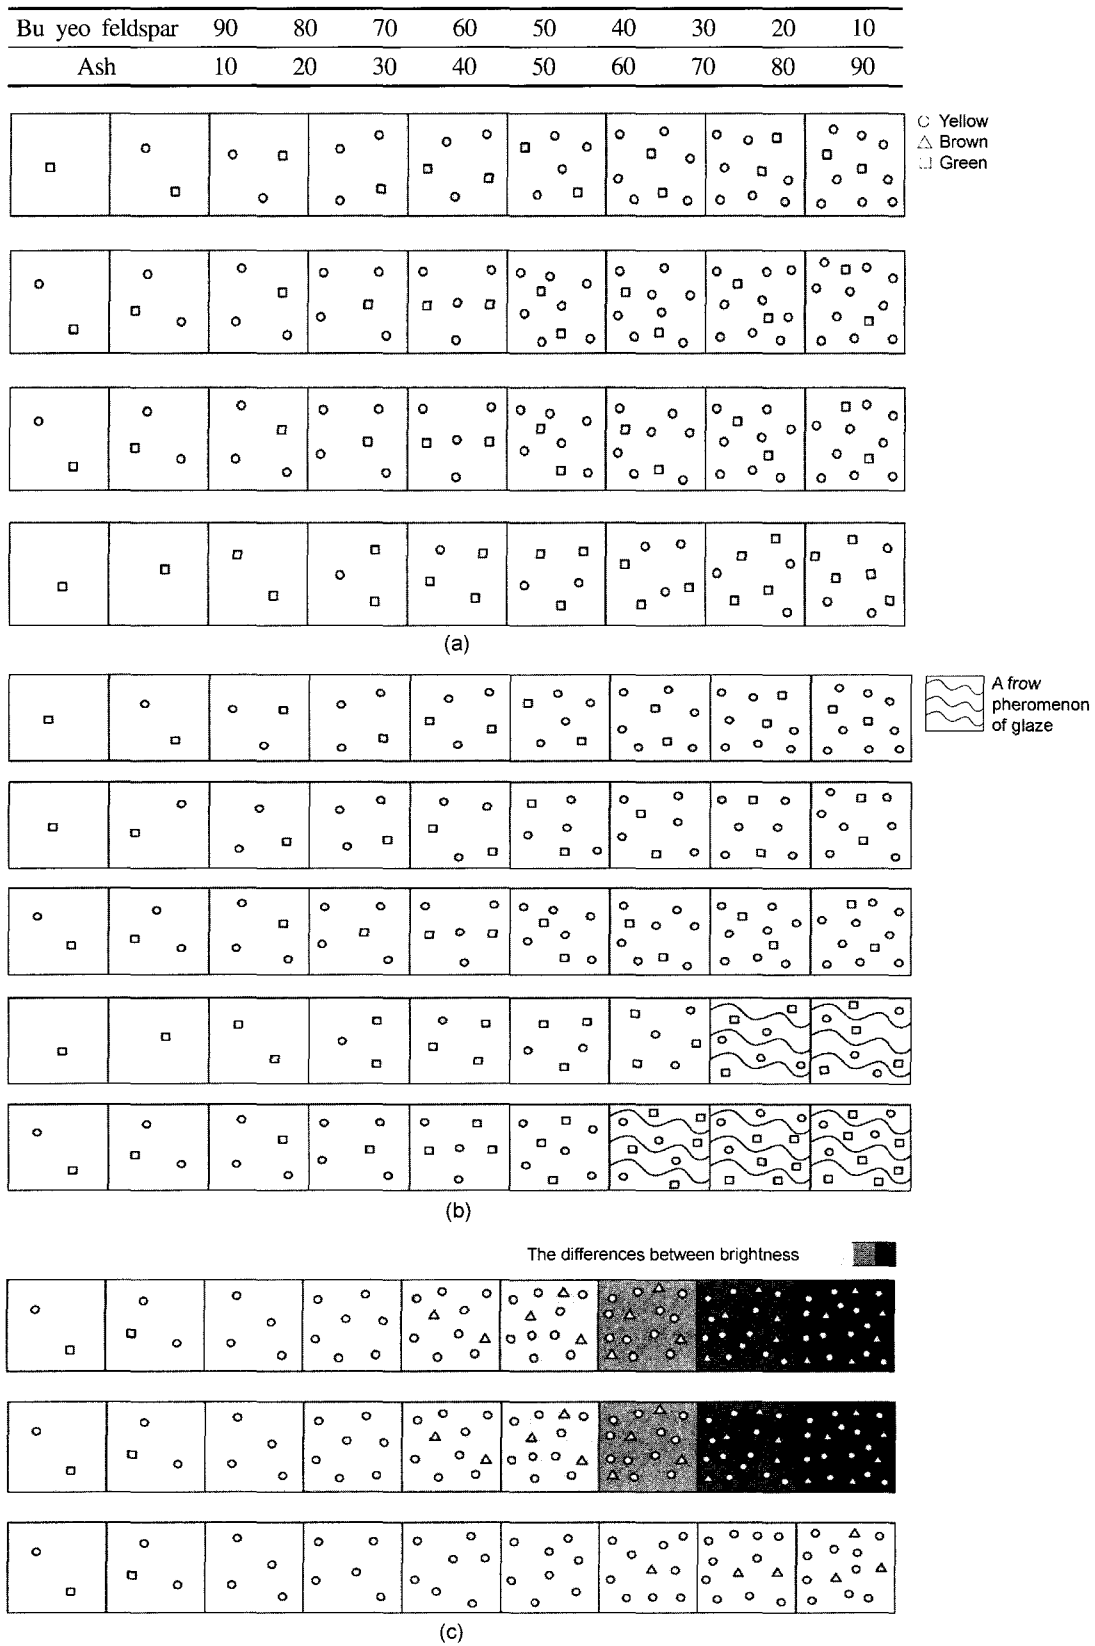 Bu yeo feldspar 90 80 70 60 50 40 30 20 10
Ash 10 20 30 40 50 60 70 80 90
Yellow
Brown
Green
(a)
A frow
pheromenon
of glaze
(b)
The differences between brightness
(c)